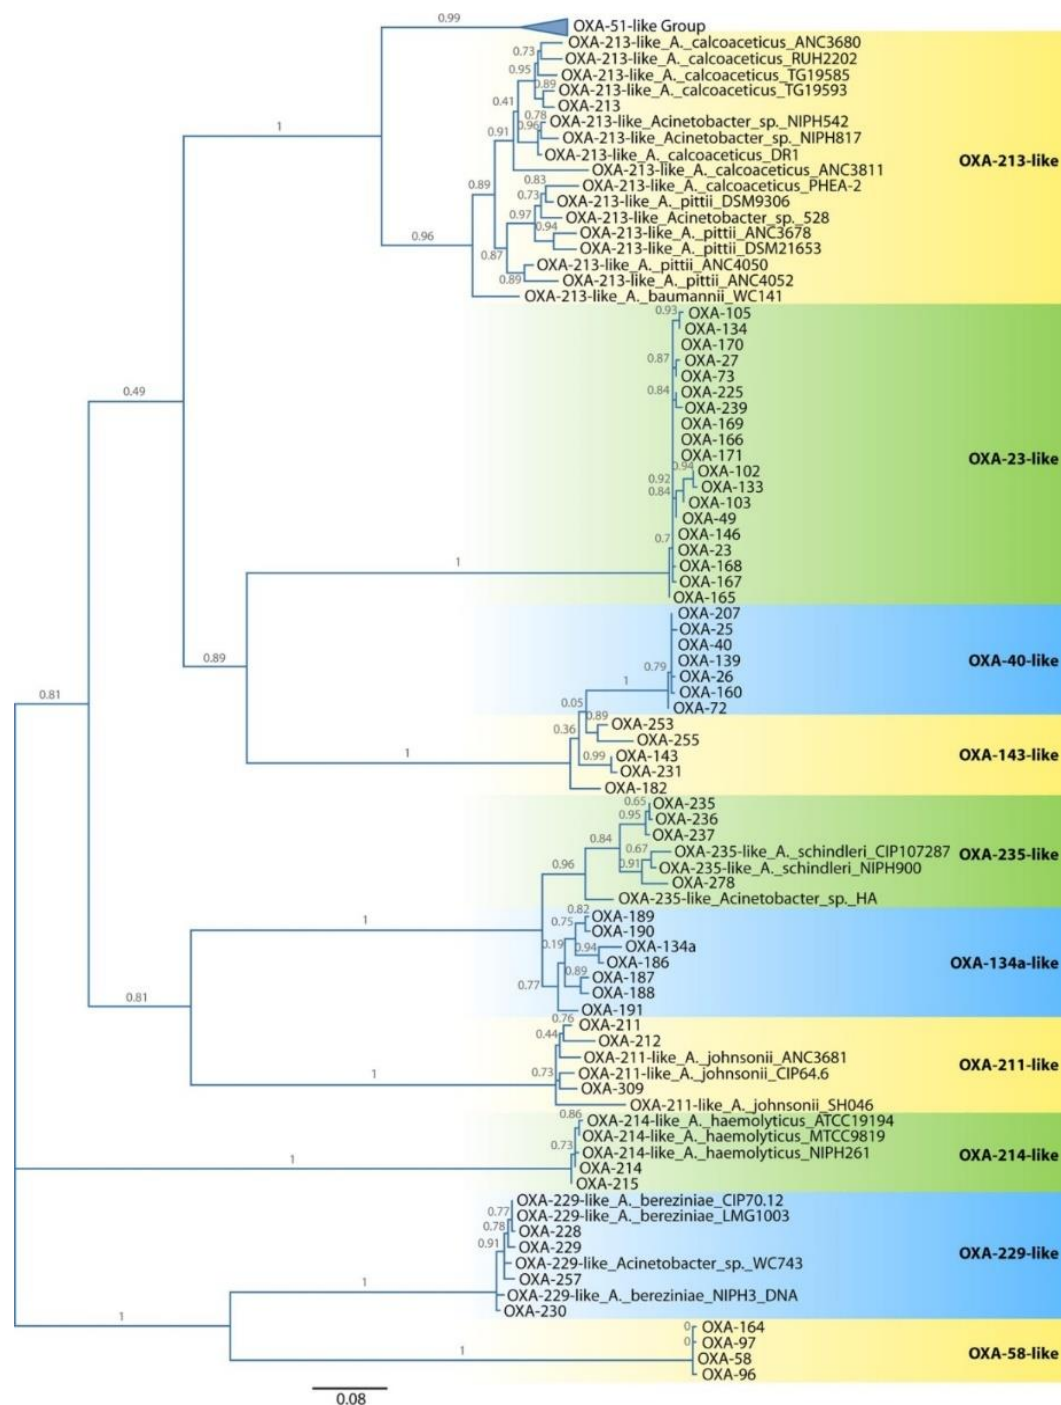 0.99
OXA-51-like Group
OXA-213-like_A._calcoaceticus_ANC3680
0.73
OXA-213-like_A._calcoaceticus_RUH2202
0.95
OXA-213-like_A._calcoaceticus_TG19585
0.89
OXA-213-like_A._calcoaceticus_TG19593
0.41
OXA-213
0.78
OXA-213-like_Acinetobacter_sp._NIPH542
1
0.96
0.91
OXA-213-like_Acinetobacter_sp._NIPH817
OXA-213-like_A._calcoaceticus_DR1
OXA-213-like
OXA-213-like_A._calcoaceticus_ANC3811
0.83
OXA-213-like_A._calcoaceticus_PHEA-2
0.89
0.73
OXA-213-like_A._pittii_DSM9306
0.97
OXA-213-like_Acinetobacter_sp._528
0.94
OXA-213-like_A._pittii_ANC3678
0.96
OXA-213-like_A._pittii_DSM21653
0.87
OXA-213-like_A._pittii_ANC4050
0.89
OXA-213-like_A._pittii_ANC4052
OXA-213-like_A._baumannii_WC141
0.93
OXA-105
OXA-134
OXA-170
0.87
OXA-27
OXA-73
0.84
OXA-225
0.49
OXA-239
OXA-169
OXA-166
OXA-171
OXA-23-like
0.94
OXA-102
0.92
0.84
OXA-133
OXA-103
OXA-49
0.7
OXA-146
OXA-23
1
OXA-168
OXA-167
OXA-165
OXA-207
OXA-25
OXA-40
0.89
0.79
OXA-139
OXA-40-like
1
OXA-26
OXA-160
0.81
0.05
OXA-72
0.89
OXA-253
0.36
OXA-255
1
0.99
OXA-143
OXA-143-like
OXA-231
OXA-182
0.65
OXA-235
0.95
OXA-236
0.84
OXA-237
0.67
OXA-235-like_A._schindleri_CIP107287
OXA-235-like
0.96
0.91
OXA-235-like_A._schindleri_NIPH900
OXA-278
OXA-235-like_Acinetobacter_sp._HA
1
0.82
OXA-189
0.75
OXA-190
0.19
0.94
OXA-134a
OXA-186
OXA-134a-like
0.77
0.89
OXA-187
OXA-188
0.81
OXA-191
0.76
OXA-211
0.44
OXA-212
OXA-211-like_A._johnsonii_ANC3681
OXA-211-like
1
0.73
OXA-211-like_A._johnsonii_CIP64.6
OXA-309
OXA-211-like_A._johnsonii_SH046
0.86
OXA-214-like_A._haemolyticus_ATCC19194
OXA-214-like_A._haemolyticus_MTCC9819
0.73
OXA-214-like_A._haemolyticus_NIPH261
OXA-214-like
1
OXA-214
OXA-215
OXA-229-like_A._bereziniae_CIP70.12
0.77
OXA-229-like_A._bereziniae_LMG1003
0.78
OXA-228
0.91
OXA-229
OXA-229-like
OXA-229-like_Acinetobacter_sp._WC743
1
OXA-257
OXA-229-like_A._bereziniae_NIPH3_DNA
OXA-230
1
0
OXA-164
0
OXA-97
OXA-58-like
1
OXA-58
OXA-96
0.08